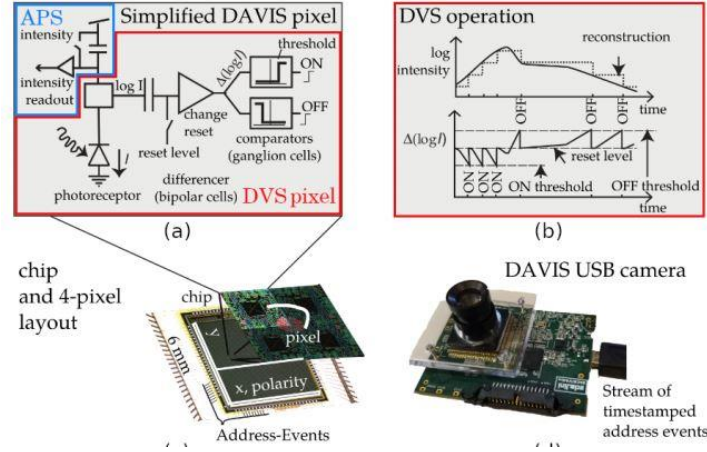 APS
Simplified DAVIS pixel
intensity
intensity
readout
log I
threshold
Δ(log I)
ON
OFF
change
reset
reset level
comparators
(ganglion cells)
I
photoreceptor
differencer
(bipolar cells)
DVS pixel
(a)
DVS operation
log
intensity
reconstruction
OFF
OFF
OFF
time
Δ(log I)
reset level
ON
ON
ON
ON threshold
OFF threshold
time
(b)
chip
and 4-pixel
layout
chip
pixel
y
6 mm
x, polarity
Address-Events
DAVIS USB camera
Stream of
timestamped
address events